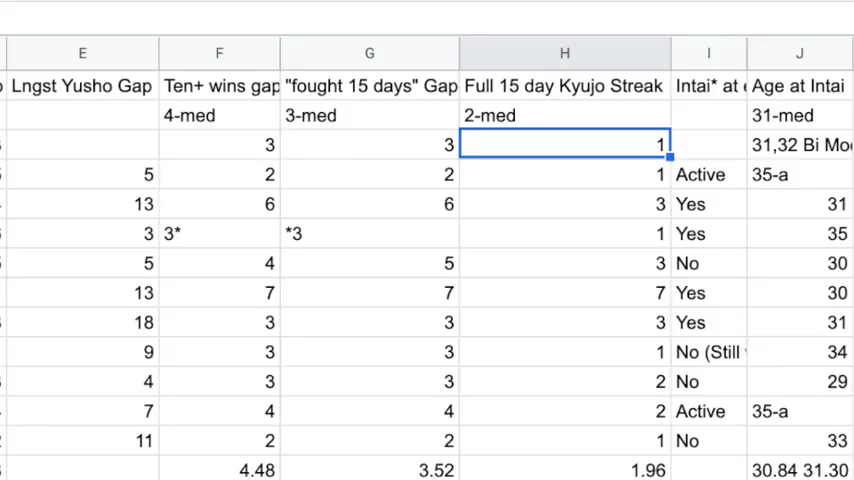 E F G H I J
Lngst Yusho Gap Ten+ wins gap "fought 15 days" Gap Full 15 day Kyujo Streak Intai* at e Age at Intai
4-med 3-med 2-med 31-med
3 3 1 31,32 Bi Mo
5 2 2 1 Active 35-a
13 6 6 3 Yes 31
3 3* *3 1 Yes 35
5 4 5 3 No 30
13 7 7 7 Yes 30
18 3 3 3 Yes 31
9 3 3 1 No (Still 34
4 3 3 2 No 29
7 4 4 2 Active 35-a
11 2 2 1 No 33
4.48 3.52 1.96 30.84 31.30